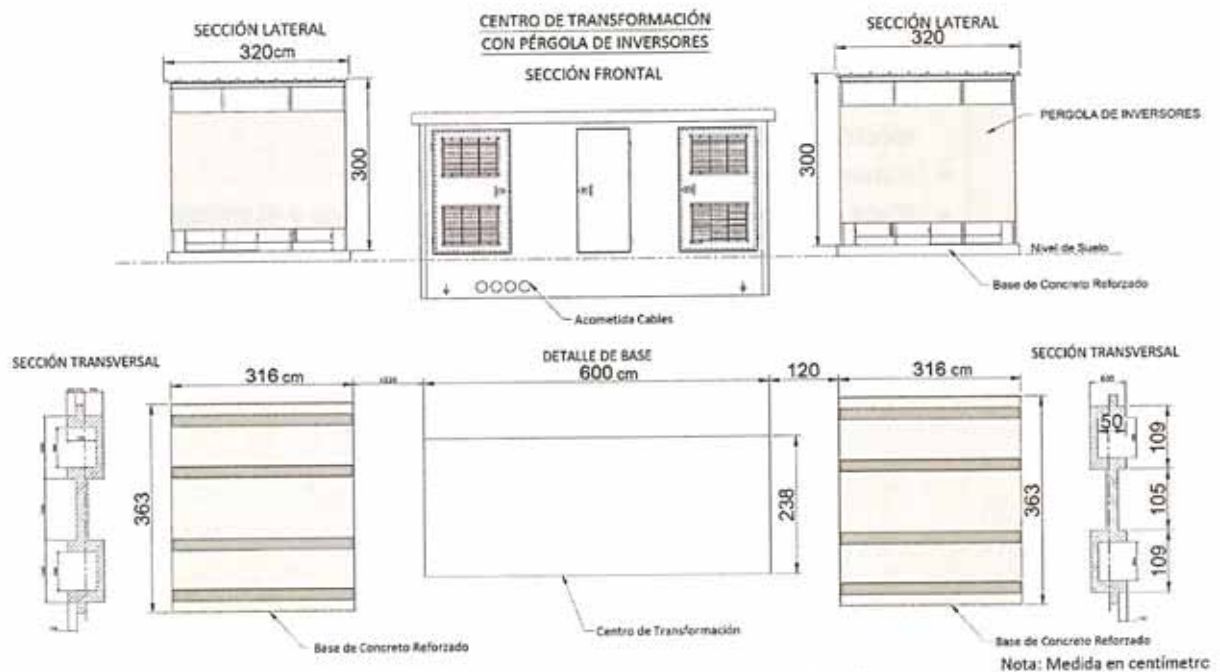 CENTRO DE TRANSFORMACIÓN
CON PÉRGOLA DE INVERSORES
SECCIÓN LATERAL
320cm
300
SECCIÓN FRONTAL
SECCIÓN LATERAL
320
300
PERGOLA DE INVERSORES
Nivel de Suelo
Base de Concreto Reforzado
Acometida Cables
SECCIÓN TRANSVERSAL
316 cm
363
Base de Concreto Reforzado
DETALLE DE BASE
600 cm
120
238
Centro de Transformación
316 cm
363
Base de Concreto Reforzado
SECCIÓN TRANSVERSAL
50
109
105
109
Nota: Medida en centímetro